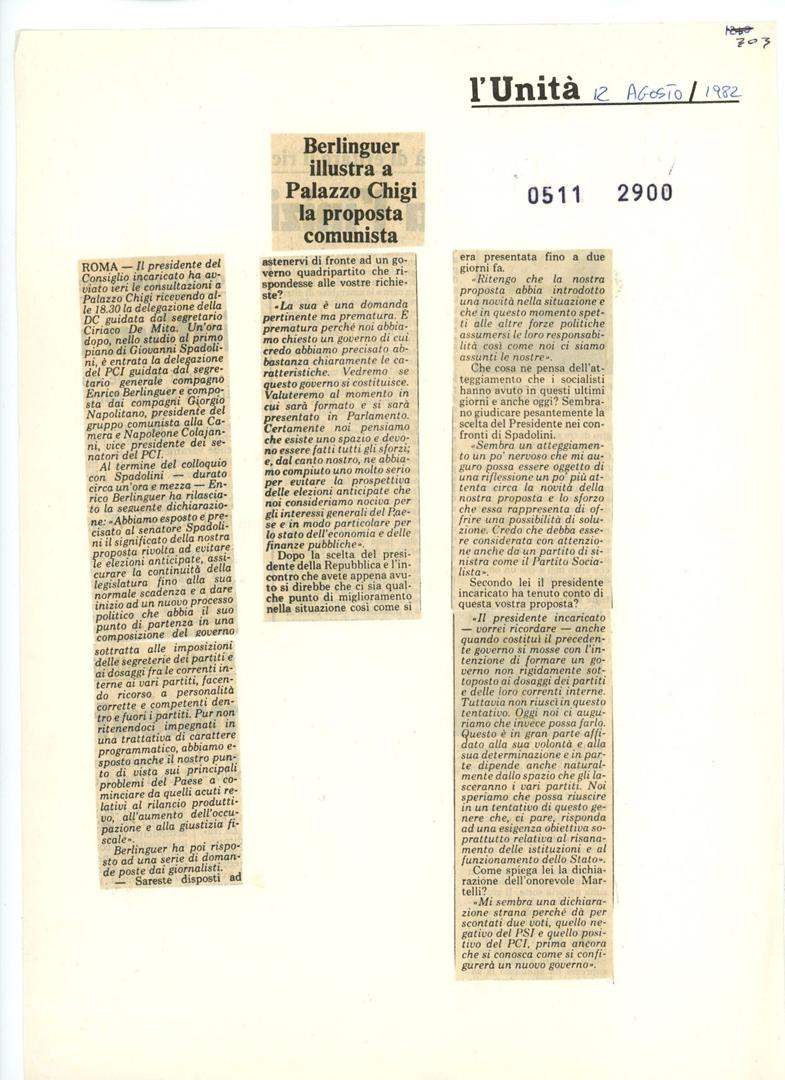 203
l'Unità 12 AGOSTO / 1982
Berlinguer
illustra a
Palazzo Chigi
la proposta
comunista
0511 2900
ROMA — Il presidente del
Consiglio incaricato ha av-
viato ieri le consultazioni a
Palazzo Chigi ricevendo al-
le 18.30 la delegazione della
DC guidata dal segretario
Ciriaco De Mita. Un'ora
dopo, nello studio al primo
piano di Giovanni Spadoli-
ni, è entrata la delegazione
del PCI guidata dal segre-
tario generale compagno
Enrico Berlinguer e compo-
sta dai compagni Giorgio
Napolitano, presidente del
gruppo comunista alla Ca-
mera e Napoleone Colajan-
ni, vice presidente dei se-
natori del PCI.
Al termine del colloquio
con Spadolini — durato
circa un'ora e mezza — En-
rico Berlinguer ha rilascia-
to la seguente dichiarazio-
ne: «Abbiamo esposto e pre-
cisato al senatore Spadoli-
ni il significato della nostra
proposta rivolta ad evitare
le elezioni anticipate, assi-
curare la continuità della
legislatura fino alla sua
normale scadenza e a dare
inizio ad un nuovo processo
politico che abbia il suo
punto di partenza in una
composizione del governo
sottratta alle imposizioni
delle segreterie dei partiti e
ai dosaggi fra le correnti in-
terne ai vari partiti, facen-
do ricorso a personalità
corrette e competenti den-
tro e fuori i partiti. Pur non
ritenendoci impegnati in
una trattativa di carattere
programmatico, abbiamo e-
sposto anche il nostro pun-
to di vista sui principali
problemi del Paese a co-
minciare da quelli acuti re-
lativi al rilancio produtti-
vo, all'aumento dell'occu-
pazione e alla giustizia fi-
scale».
Berlinguer ha poi rispo-
sto ad una serie di doman-
de poste dai giornalisti.
— Sareste disposti ad
astenervi di fronte ad un go-
verno quadripartito che ri-
spondesse alle vostre richie-
ste?
«La sua è una domanda
pertinente ma prematura. È
prematura perché noi abbia-
mo chiesto un governo di cui
credo abbiamo precisato ab-
bastanza chiaramente le ca-
ratteristiche. Vedremo se
questo governo si costituisce.
Valuteremo al momento in
cui sarà formato e si sarà
presentato in Parlamento.
Certamente noi pensiamo
che esiste uno spazio e devo-
no essere fatti tutti gli sforzi;
e, dal canto nostro, ne abbia-
mo compiuto uno molto serio
per evitare la prospettiva
delle elezioni anticipate che
noi consideriamo nociva per
gli interessi generali del Pae-
se e in modo particolare per
lo stato dell'economia e delle
finanze pubbliche».
Dopo la scelta del presi-
dente della Repubblica e l'in-
contro che avete appena avu-
to si direbbe che ci sia qual-
che punto di miglioramento
nella situazione così come si
era presentata fino a due
giorni fa.
«Ritengo che la nostra
proposta abbia introdotto
una novità nella situazione e
che in questo momento spet-
ti alle altre forze politiche
assumersi le loro responsabi-
lità così come noi ci siamo
assunti le nostre».
Che cosa ne pensa dell'at-
teggiamento che i socialisti
hanno avuto in questi ultimi
giorni e anche oggi? Sembra-
no giudicare pesantemente la
scelta del Presidente nei con-
fronti di Spadolini.
«Sembra un atteggiamen-
to un po' nervoso che mi au-
guro possa essere oggetto di
una riflessione un po' più at-
tenta circa la novità della
nostra proposta e lo sforzo
che essa rappresenta di of-
frire una possibilità di solu-
zione. Credo che debba esse-
re considerata con attenzio-
ne anche da un partito di si-
nistra come il Partito Socia-
lista».
Secondo lei il presidente
incaricato ha tenuto conto di
questa vostra proposta?
«Il presidente incaricato
— vorrei ricordare — anche
quando costituì il preceden-
te governo si mosse con l'in-
tenzione di formare un go-
verno non rigidamente sot-
toposto ai dosaggi dei partiti
e delle loro correnti interne.
Tuttavia non riuscì in questo
tentativo. Oggi noi ci augu-
riamo che invece possa farlo.
Questo è in gran parte affi-
dato alla sua volontà e alla
sua determinazione e in par-
te dipende anche natural-
mente dallo spazio che gli la-
sceranno i vari partiti. Noi
speriamo che possa riuscire
in un tentativo di questo ge-
nere che, ci pare, risponda
ad una esigenza obiettiva so-
prattutto relativa al risana-
mento delle istituzioni e al
funzionamento dello Stato».
Come spiega lei la dichia-
razione dell'onorevole Mar-
telli?
«Mi sembra una dichiara-
zione strana perché dà per
scontati due voti, quello ne-
gativo del PSI e quello posi-
tivo del PCI, prima ancora
che si conosca come si confi-
gurerà un nuovo governo».